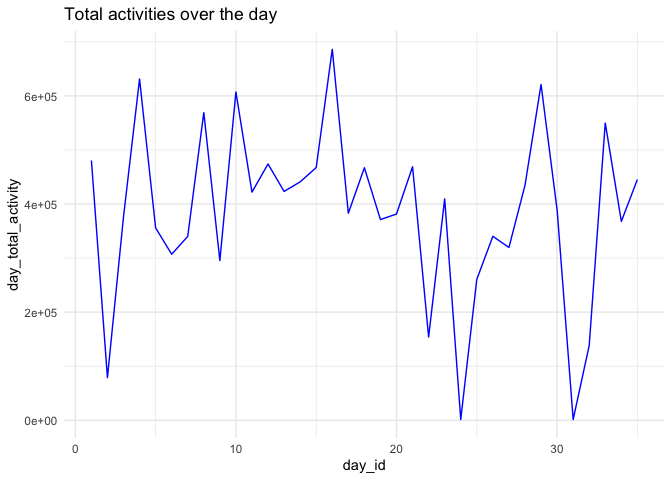 Total activities over the day
day_total_activity
6e+05
4e+05
2e+05
0e+00
0
10
20
30
day_id